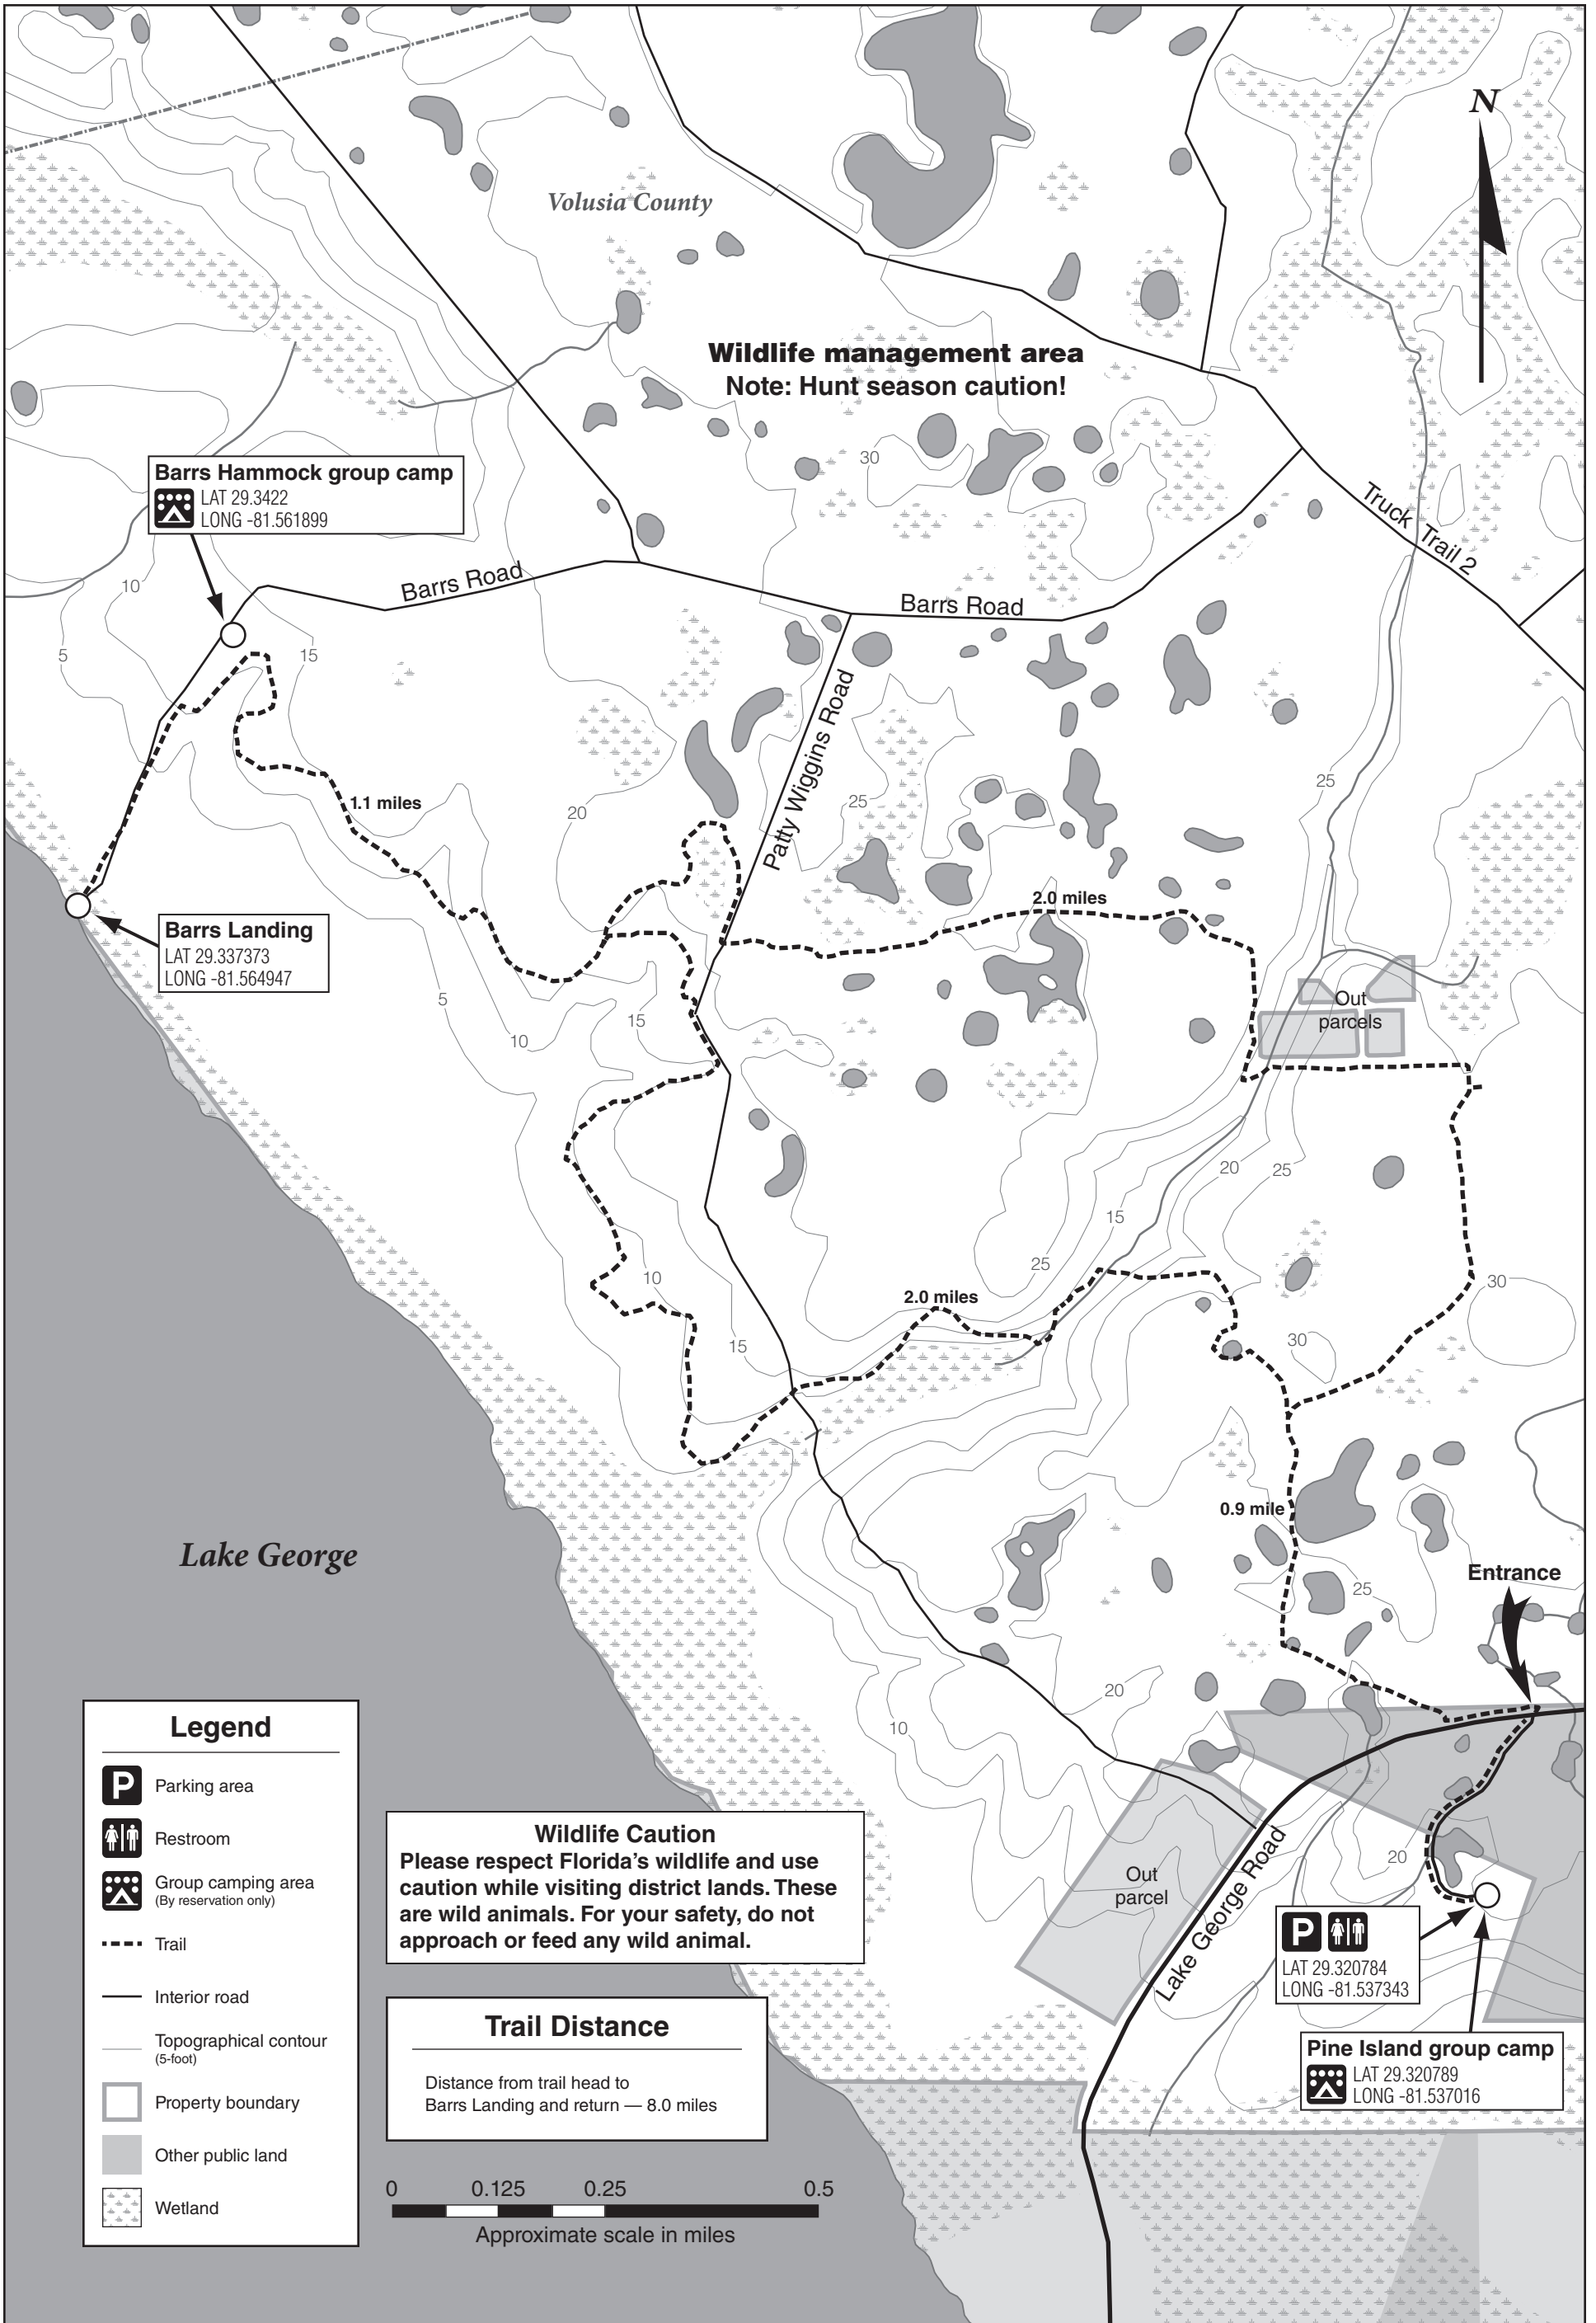 N
Volusia County
Wildlife management area
Note: Hunt season caution!
30
Truck Trail 2
Barrs Hammock group camp
LAT 29.3422
LONG -81.561899
10
Barrs Road
Barrs Road
5
15
Patty Wiggins Road
25
25
1.1 miles
20
2.0 miles
Barrs Landing
LAT 29.337373
LONG -81.564947
5
10
15
Out
parcels
20
25
15
25
10
30
2.0 miles
15
30
0.9 mile
Lake George
Entrance
25
20
10
Legend
P
Parking area
Restroom
Group camping area
(By reservation only)
Trail
Interior road
Topographical contour
(5-foot)
Property boundary
Other public land
Wetland
Wildlife Caution
Please respect Florida's wildlife and use
caution while visiting district lands. These
are wild animals. For your safety, do not
approach or feed any wild animal.
Out
parcel
Lake George Road
20
P
LAT 29.320784
LONG -81.537343
Pine Island group camp
LAT 29.320789
LONG -81.537016
Trail Distance
Distance from trail head to
Barrs Landing and return — 8.0 miles
0 0.125 0.25 0.5
Approximate scale in miles